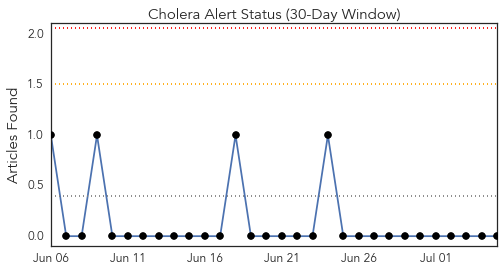 Cholera Alert Status (30-Day Window)
2.0
1.5
1.0
0.5
0.0
Articles Found
Jun 06
Jun 11
Jun 16
Jun 21
Jun 26
Jul 01